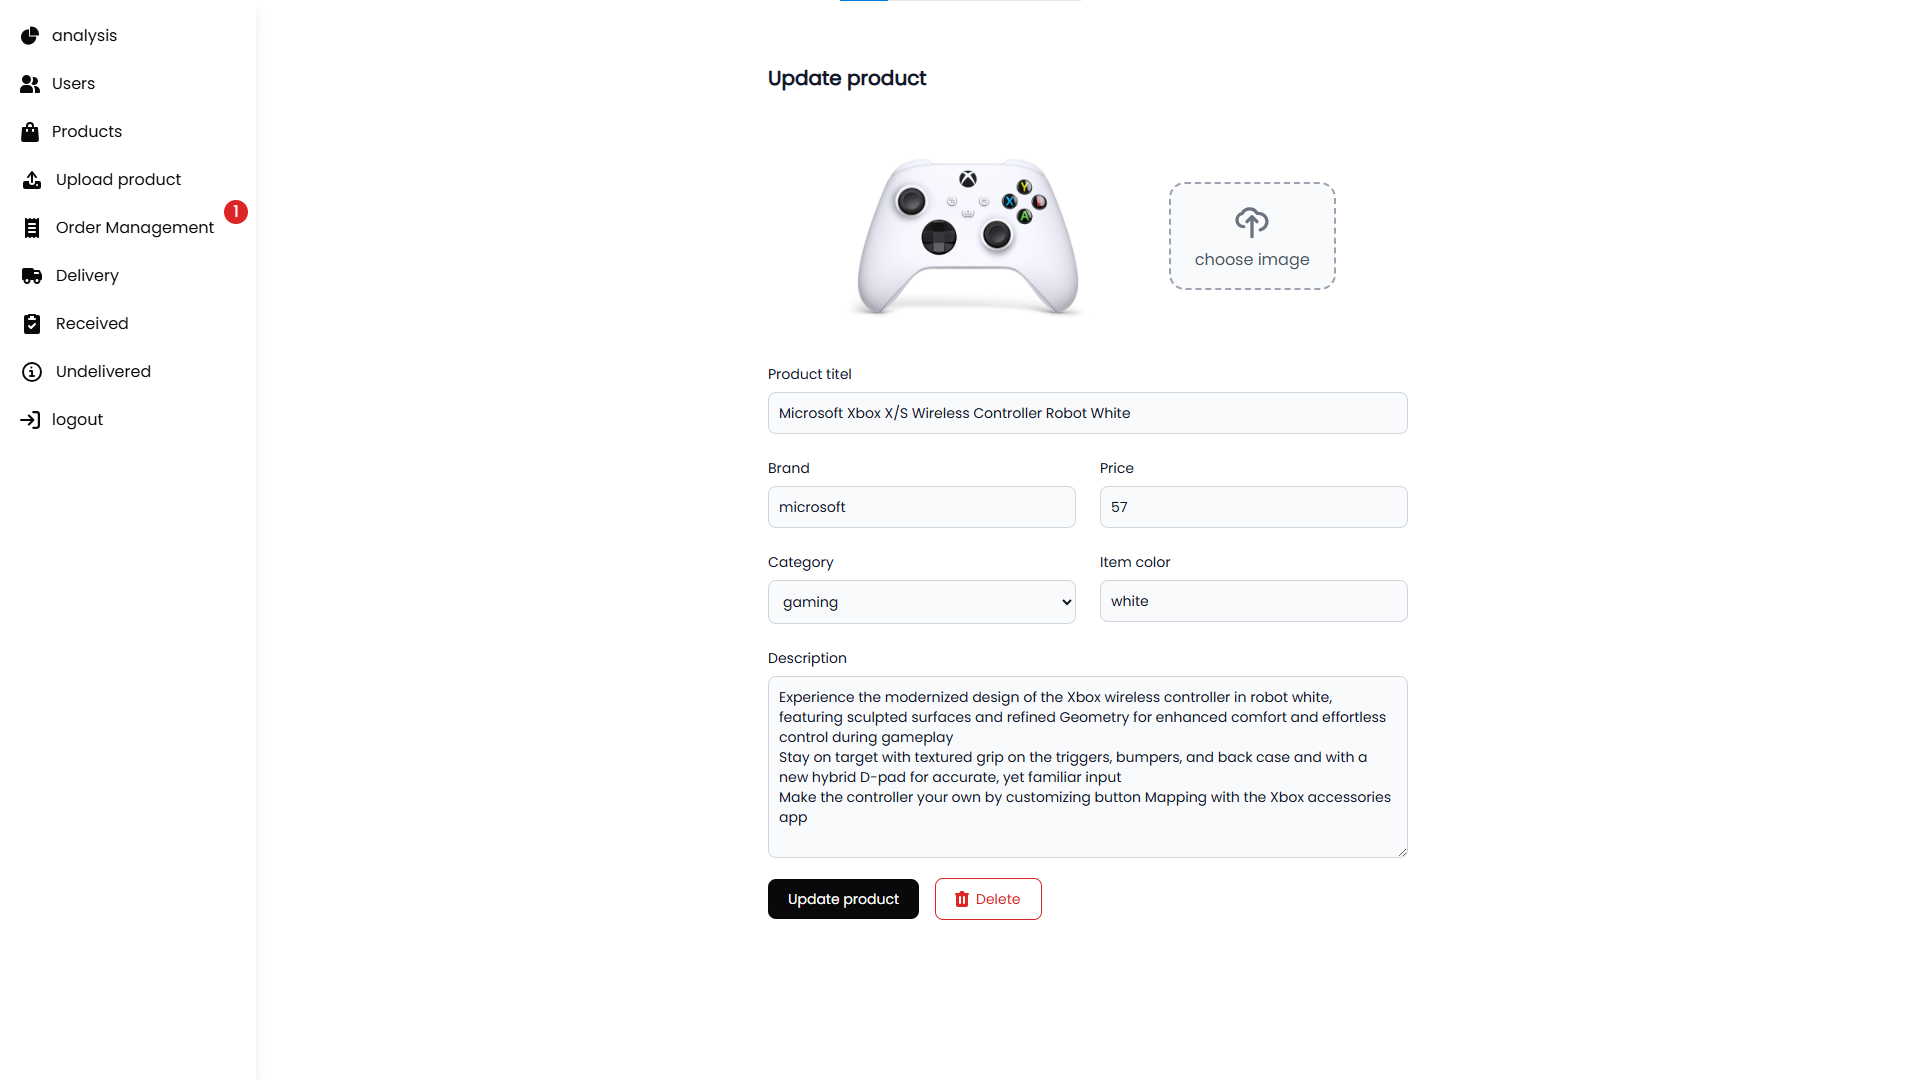 analysis
Users
Products
Upload product
Order Management
1
Delivery
Received
Undelivered
logout
Update product
Y
X
A
choose image
Product titel
Microsoft Xbox X/S Wireless Controller Robot White
Brand
Price
microsoft
57
Category
Item color
gaming
white
Description
Experience the modernized design of the Xbox wireless controller in robot white,
featuring sculpted surfaces and refined Geometry for enhanced comfort and effortless
control during gameplay
Stay on target with textured grip on the triggers, bumpers, and back case and with a
new hybrid D-pad for accurate, yet familiar input
Make the controller your own by customizing button Mapping with the Xbox accessories
app
Update product
Delete